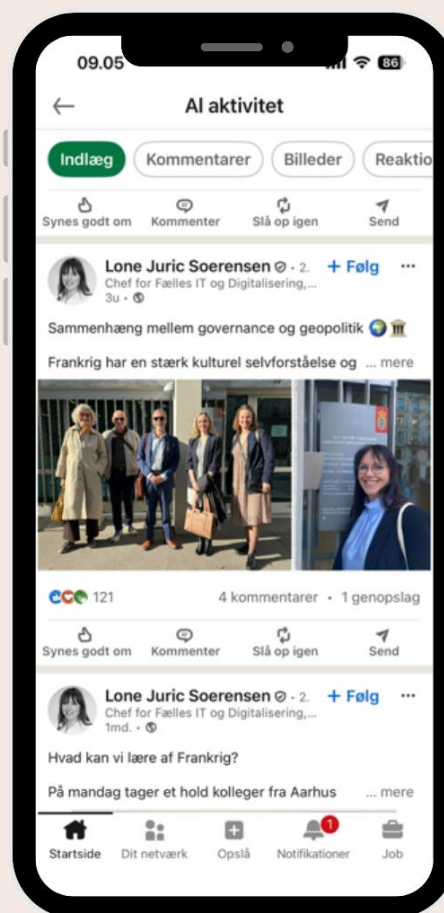 09.05
86
Al aktivitet
Indlæg Kommentarer Billeder Reaktio
Synes godt om Kommenter Slå op igen Send
Lone Juric Soerensen • 2. + Følg
Chef for Fælles IT og Digitalisering,...
3u •
Sammenhæng mellem governance og geopolitik 🌍🏛️
Frankrig har en stærk kulturel selvforståelse og ... mere
121 4 kommentarer • 1 genopslag
Synes godt om Kommenter Slå op igen Send
Lone Juric Soerensen • 2. + Følg
Chef for Fælles IT og Digitalisering,...
1md. •
Hvad kan vi lære af Frankrig?
På mandag tager et hold kolleger fra Aarhus ... mere
1
Startside Dit netværk Opslå Notifikationer Job